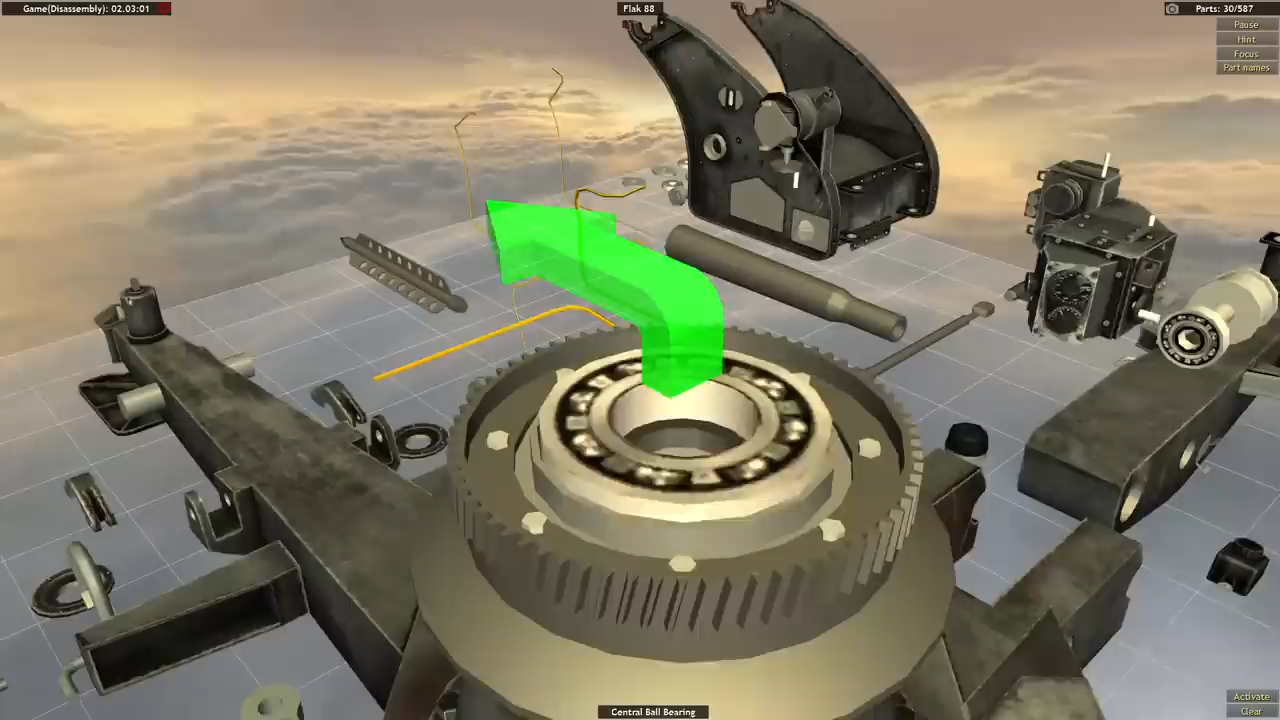 Game(Disassembly): 02.03:01
Flak 88
Parts: 30/587
Pause
Hint
Focus
Part names
Central Ball Bearing
Activate
Clear